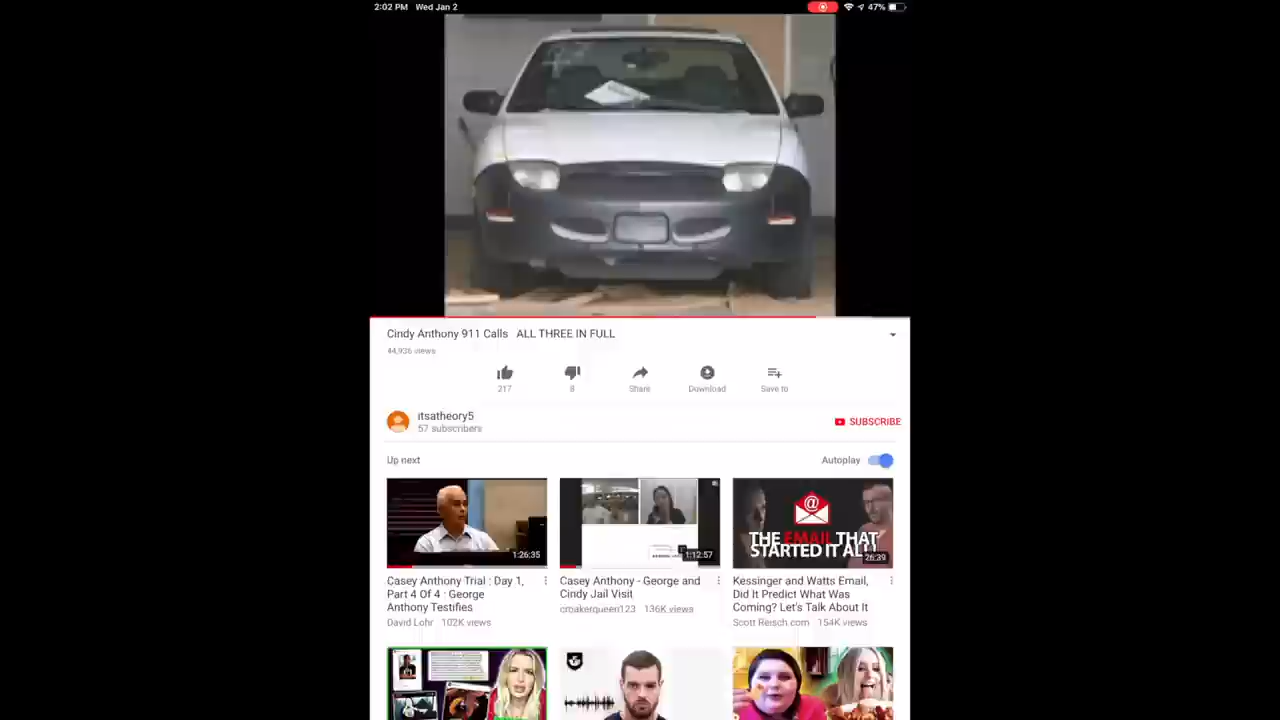 2:02 PM Wed Jan 2
47%
Cindy Anthony 911 Calls ALL THREE IN FULL
44,936 views
217
8
Share
Download
Save to
itsatheory5
57 subscribers
SUBSCRIBE
Up next
Autoplay
1:26:35
1:12:57
THE EMAIL THAT
STARTED IT ALL
26:39
Casey Anthony Trial : Day 1,
Part 4 Of 4 : George
Anthony Testifies
David Lohr 102K views
Casey Anthony - George and
Cindy Jail Visit
croakerqueen123 136K views
Kessinger and Watts Email,
Did It Predict What Was
Coming? Let's Talk About It
Scott Reisch.com 154K views